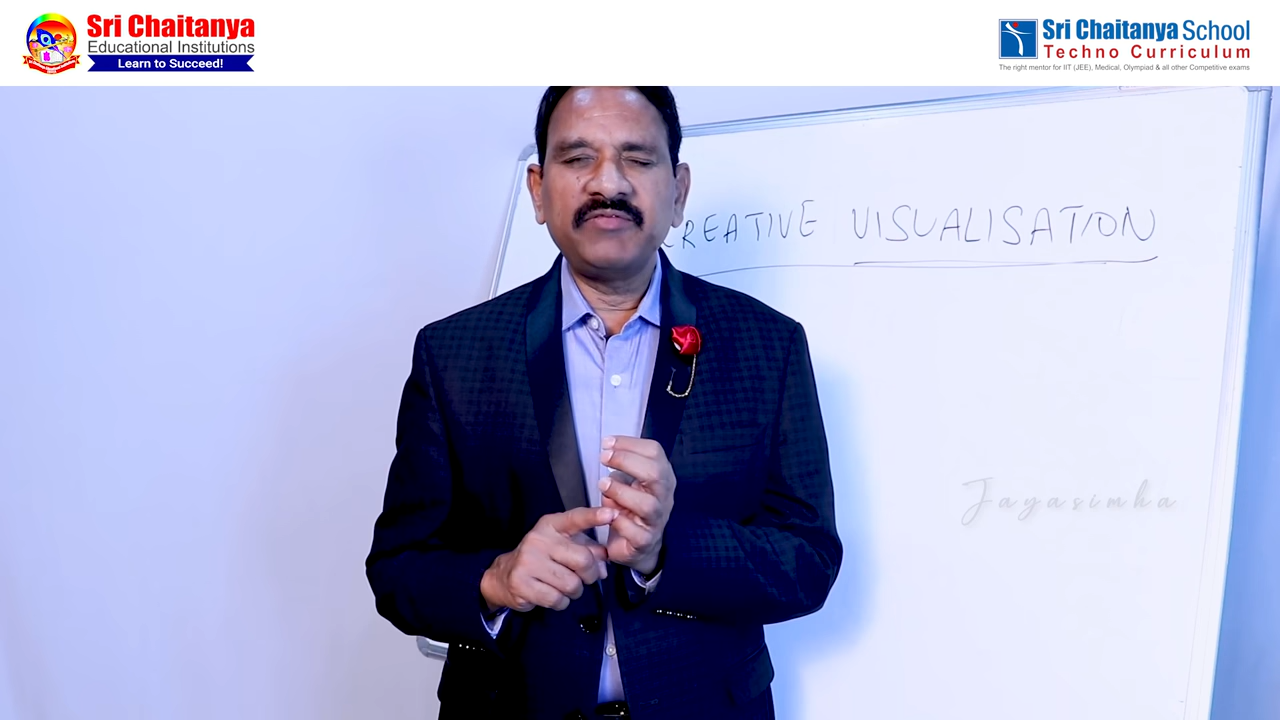 Sri Chaitanya
Educational Institutions
Learn to Succeed!
Sri Chaitanya School
Techno Curriculum
The right mentor for IIT (JEE), Medical, Olympiad & all other Competitive exams
CREATIVE VISUALISATION
Jayasimha